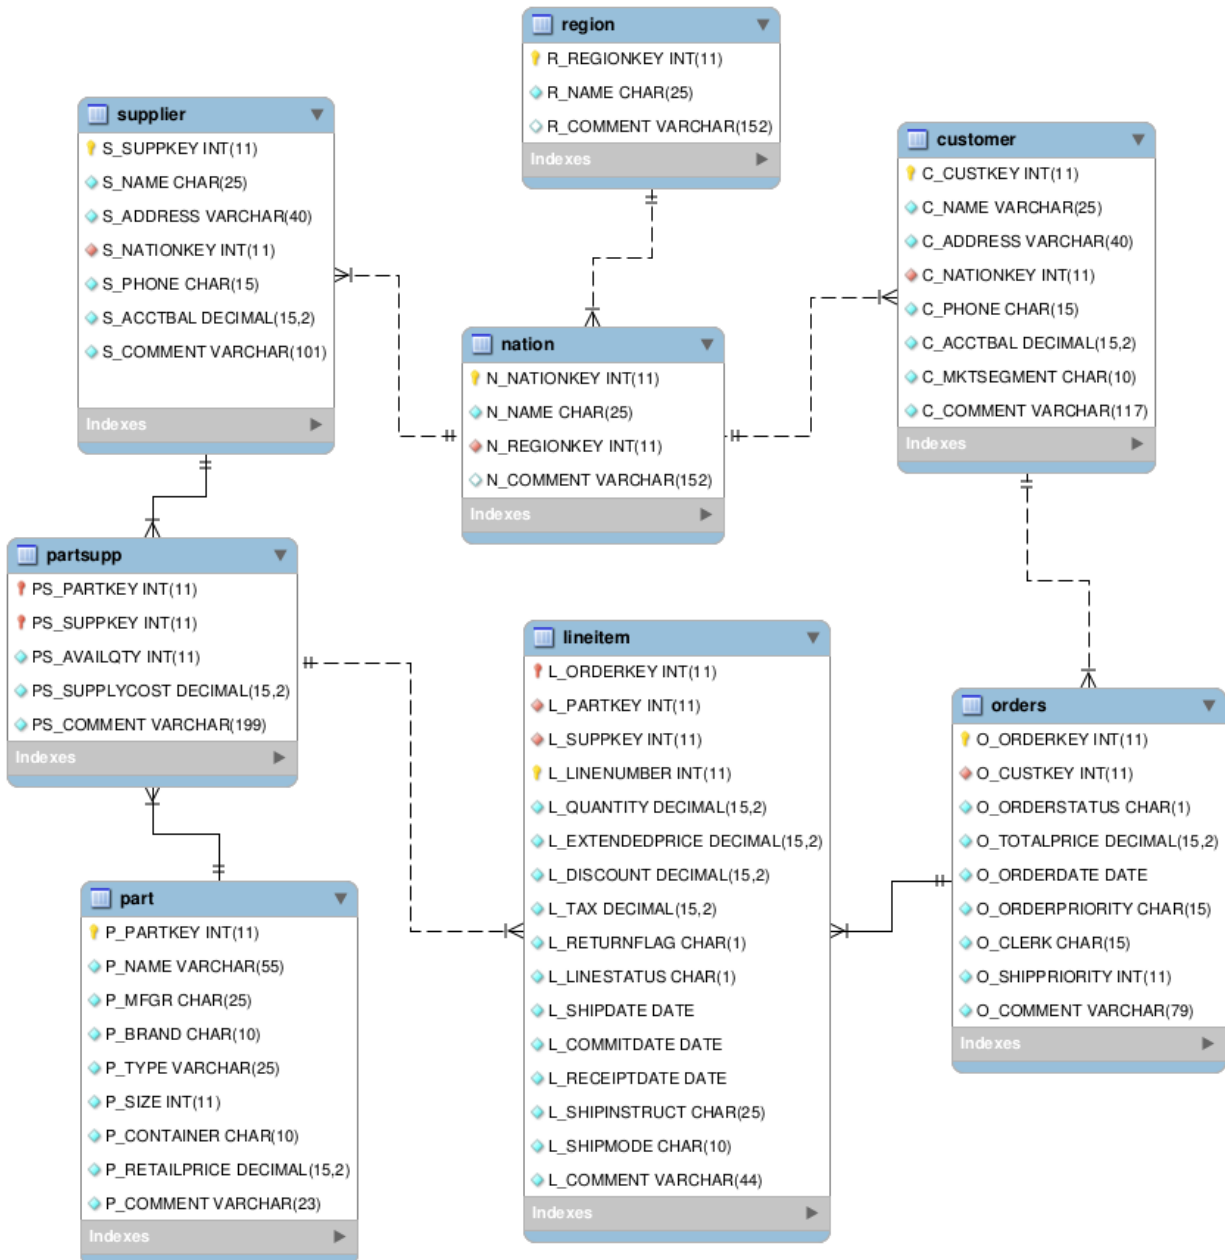 region
R_REGIONKEY INT(11)
R_NAME CHAR(25)
R_COMMENT VARCHAR(152)
Indexes
supplier
S_SUPPKEY INT(11)
S_NAME CHAR(25)
S_ADDRESS VARCHAR(40)
S_NATIONKEY INT(11)
S_PHONE CHAR(15)
S_ACCTBAL DECIMAL(15,2)
S_COMMENT VARCHAR(101)
Indexes
customer
C_CUSTKEY INT(11)
C_NAME VARCHAR(25)
C_ADDRESS VARCHAR(40)
C_NATIONKEY INT(11)
C_PHONE CHAR(15)
C_ACCTBAL DECIMAL(15,2)
C_MKTSEGMENT CHAR(10)
C_COMMENT VARCHAR(117)
Indexes
nation
N_NATIONKEY INT(11)
N_NAME CHAR(25)
N_REGIONKEY INT(11)
N_COMMENT VARCHAR(152)
Indexes
partsupp
PS_PARTKEY INT(11)
PS_SUPPKEY INT(11)
PS_AVAILQTY INT(11)
PS_SUPPLYCOST DECIMAL(15,2)
PS_COMMENT VARCHAR(199)
Indexes
lineitem
L_ORDERKEY INT(11)
L_PARTKEY INT(11)
L_SUPPKEY INT(11)
L_LINENUMBER INT(11)
L_QUANTITY DECIMAL(15,2)
L_EXTENDEDPRICE DECIMAL(15,2)
L_DISCOUNT DECIMAL(15,2)
L_TAX DECIMAL(15,2)
L_RETURNFLAG CHAR(1)
L_LINESTATUS CHAR(1)
L_SHIPDATE DATE
L_COMMITDATE DATE
L_RECEIPTDATE DATE
L_SHIPINSTRUCT CHAR(25)
L_SHIPMODE CHAR(10)
L_COMMENT VARCHAR(44)
Indexes
orders
O_ORDERKEY INT(11)
O_CUSTKEY INT(11)
O_ORDERSTATUS CHAR(1)
O_TOTALPRICE DECIMAL(15,2)
O_ORDERDATE DATE
O_ORDERPRIORITY CHAR(15)
O_CLERK CHAR(15)
O_SHIPPRIORITY INT(11)
O_COMMENT VARCHAR(79)
Indexes
part
P_PARTKEY INT(11)
P_NAME VARCHAR(55)
P_MFGR CHAR(25)
P_BRAND CHAR(10)
P_TYPE VARCHAR(25)
P_SIZE INT(11)
P_CONTAINER CHAR(10)
P_RETAILPRICE DECIMAL(15,2)
P_COMMENT VARCHAR(23)
Indexes